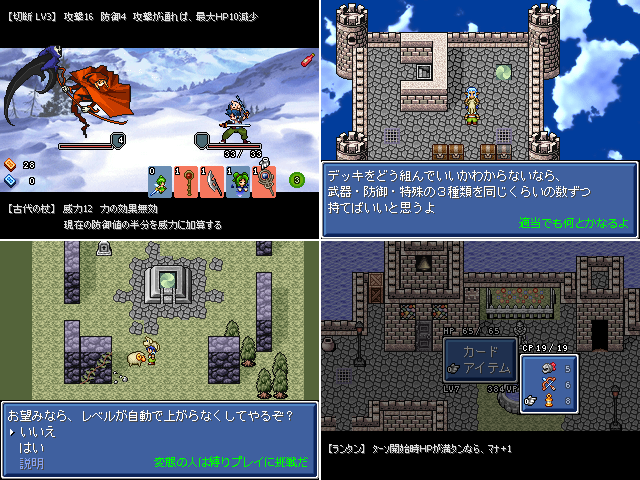 【切断 LV3】 攻撃16 防御4 攻撃が通れば、最大HP10減少
4
33/ 33
28
0
0 1 1 1 1
3
【古代の杖】 威力12 力の効果無効
現在の防御値の半分を威力に加算する
デッキをどう組んでいいかわからないなら、
武器・防御・特殊の３種類を同じくらいの数ずつ
持てばいいと思うよ
適当でも何とかなるよ
お望みなら、レベルが自動で上がらなくしてやるぞ？
いいえ
はい
説明
変態の人は縛りプレイに挑戦だ
HP 65/ 65
カード
アイテム
LV7 384UP
CP 19/19
5
6
8
【ランタン】 ターン開始時HPが満タンなら、マナ+1